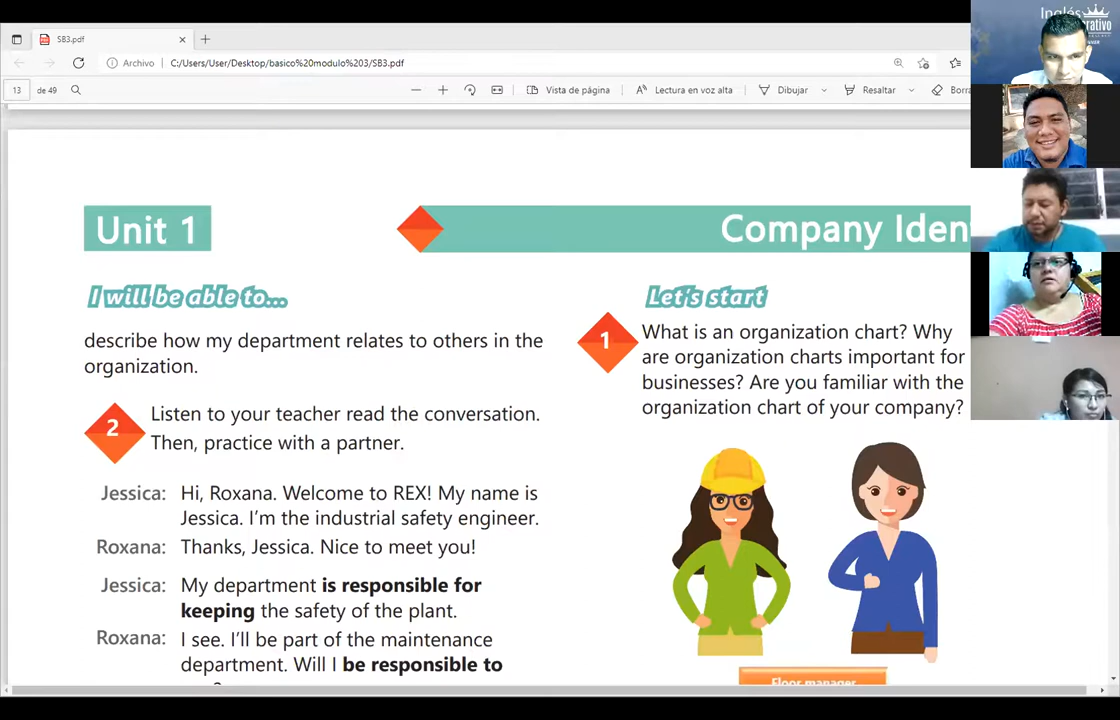 SB3.pdf
Archivo
C:/Users/User/Desktop/basico%20modulo%203/SB3.pdf
13
de 49
Vista de página
Lectura en voz alta
Dibujar
Resaltar
Unit 1
I will be able to...
describe how my department relates to others in the
organization.
2
Listen to your teacher read the conversation.
Then, practice with a partner.
Jessica: Hi, Roxana. Welcome to REX! My name is
Jessica. I'm the industrial safety engineer.
Roxana: Thanks, Jessica. Nice to meet you!
Jessica: My department is responsible for
keeping the safety of the plant.
Roxana: I see. I'll be part of the maintenance
department. Will I be responsible to
Company Iden
Let's start
1
What is an organization chart? Why
are organization charts important for
businesses? Are you familiar with the
organization chart of your company?
Floor manager